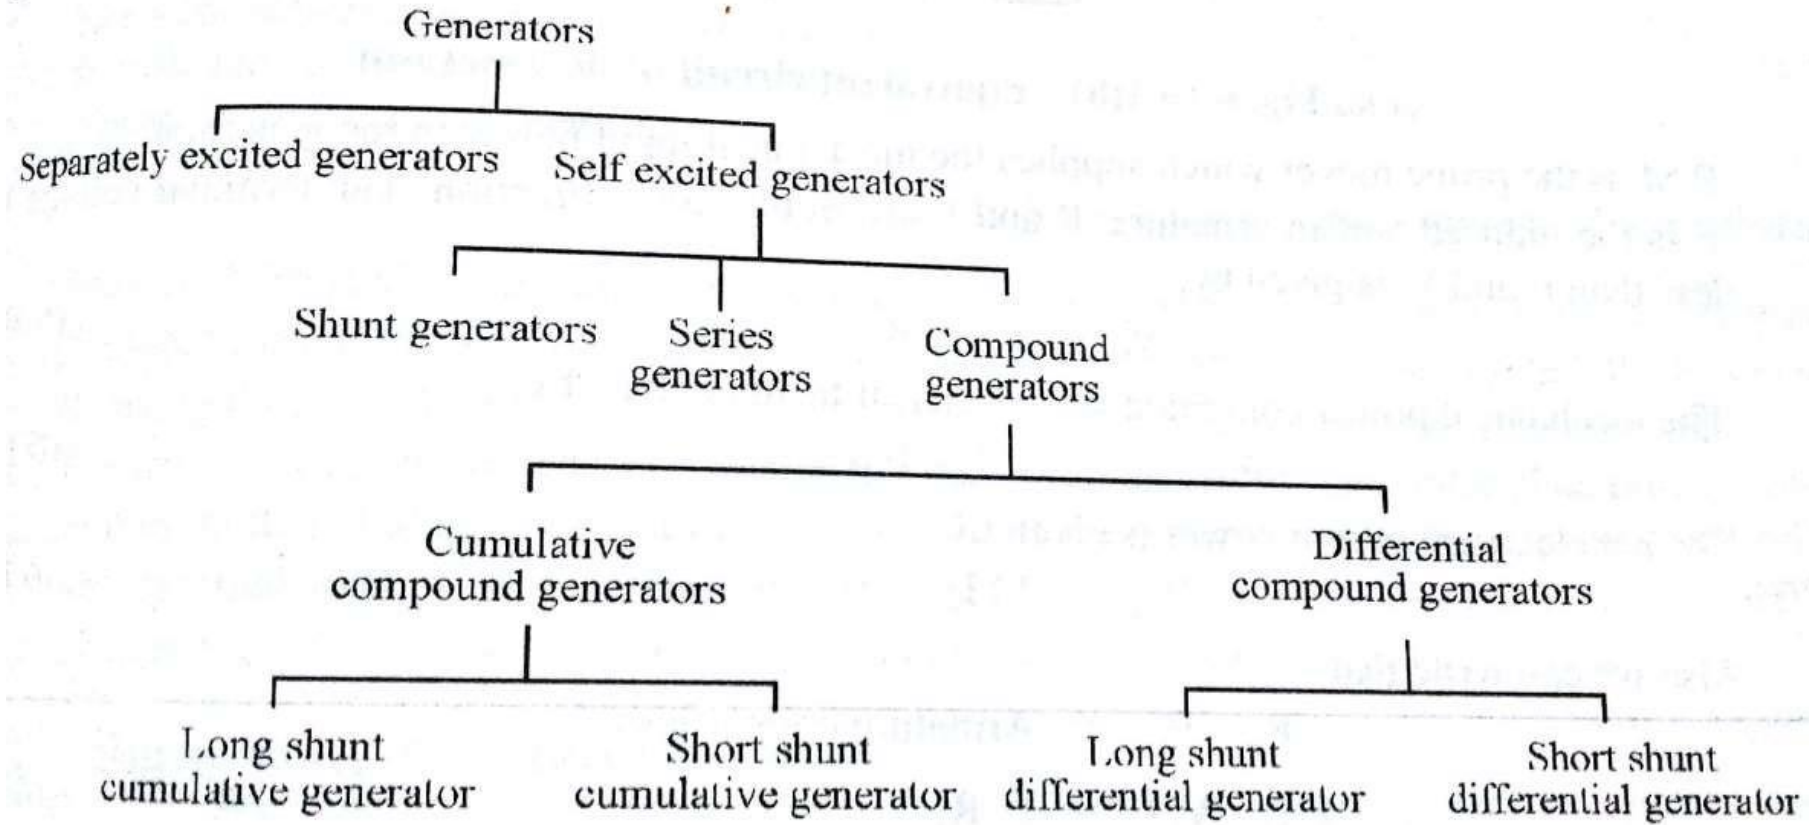 Generators
Separately excited generators
Self excited generators
Shunt generators
Series
generators
Compound
generators
Cumulative
compound generators
Differential
compound generators
Long shunt
cumulative generator
Short shunt
cumulative generator
Long shunt
differential generator
Short shunt
differential generator